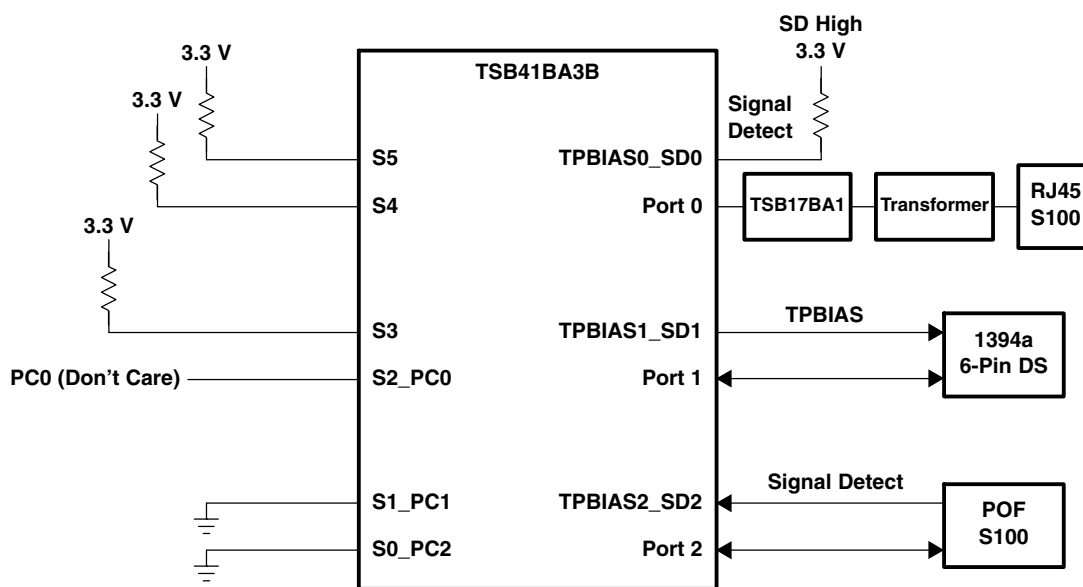 SD High
3.3 V
3.3 V
TSB41BA3B
3.3 V
Signal
Detect
S5
TPBIAS0_SD0
S4
Port 0
TSB17BA1
Transformer
RJ45
S100
3.3 V
S3
TPBIAS1_SD1
TPBIAS
1394a
6-Pin DS
PC0 (Don't Care)
S2_PC0
Port 1
S1_PC1
TPBIAS2_SD2
Signal Detect
POF
S100
S0_PC2
Port 2